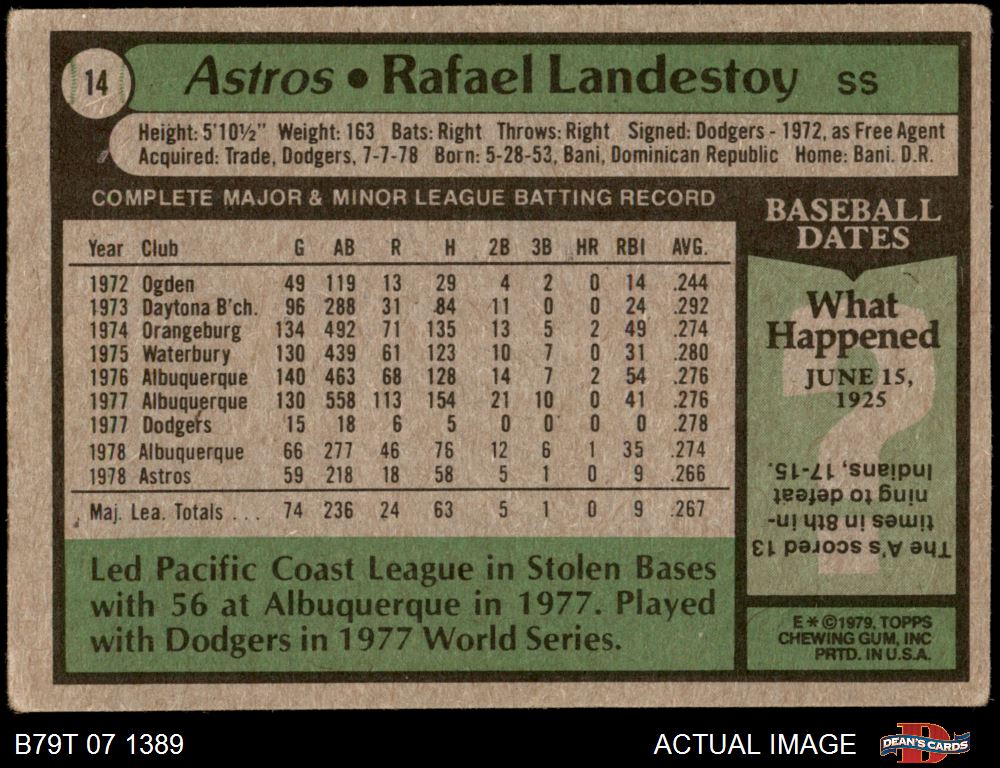 14
Astros • Rafael Landestoy SS
Height: 5'10½" Weight: 163 Bats: Right Throws: Right Signed: Dodgers - 1972, as Free Agent
Acquired: Trade, Dodgers, 7-7-78 Born: 5-28-53, Bani, Dominican Republic Home: Bani. D.R.
COMPLETE MAJOR & MINOR LEAGUE BATTING RECORD
Year Club G AB R H 2B 3B HR RBI AVG.
1972 Ogden 49 119 13 29 4 2 0 14 .244
1973 Daytona B'ch. 96 288 31 84 11 0 0 24 .292
1974 Orangeburg 134 492 71 135 13 5 2 49 .274
1975 Waterbury 130 439 61 123 10 7 0 31 .280
1976 Albuquerque 140 463 68 128 14 7 2 54 .276
1977 Albuquerque 130 558 113 154 21 10 0 41 .276
1977 Dodgers 15 18 6 5 0 0 0 0 .278
1978 Albuquerque 66 277 46 76 12 6 1 35 .274
1978 Astros 59 218 18 58 5 1 0 9 .266
Maj. Lea. Totals ... 74 236 24 63 5 1 0 9 .267
Led Pacific Coast League in Stolen Bases
with 56 at Albuquerque in 1977. Played
with Dodgers in 1977 World Series.
BASEBALL
DATES
What
Happened
JUNE 15,
1925
?
The A's scored 13
times in 8th in-
ning to defeat
Indians, 17-15.
E * ©1979, TOPPS
CHEWING GUM, INC
PRTD. IN U.S.A.
B79T 07 1389
ACTUAL IMAGE
DEAN'S CARDS